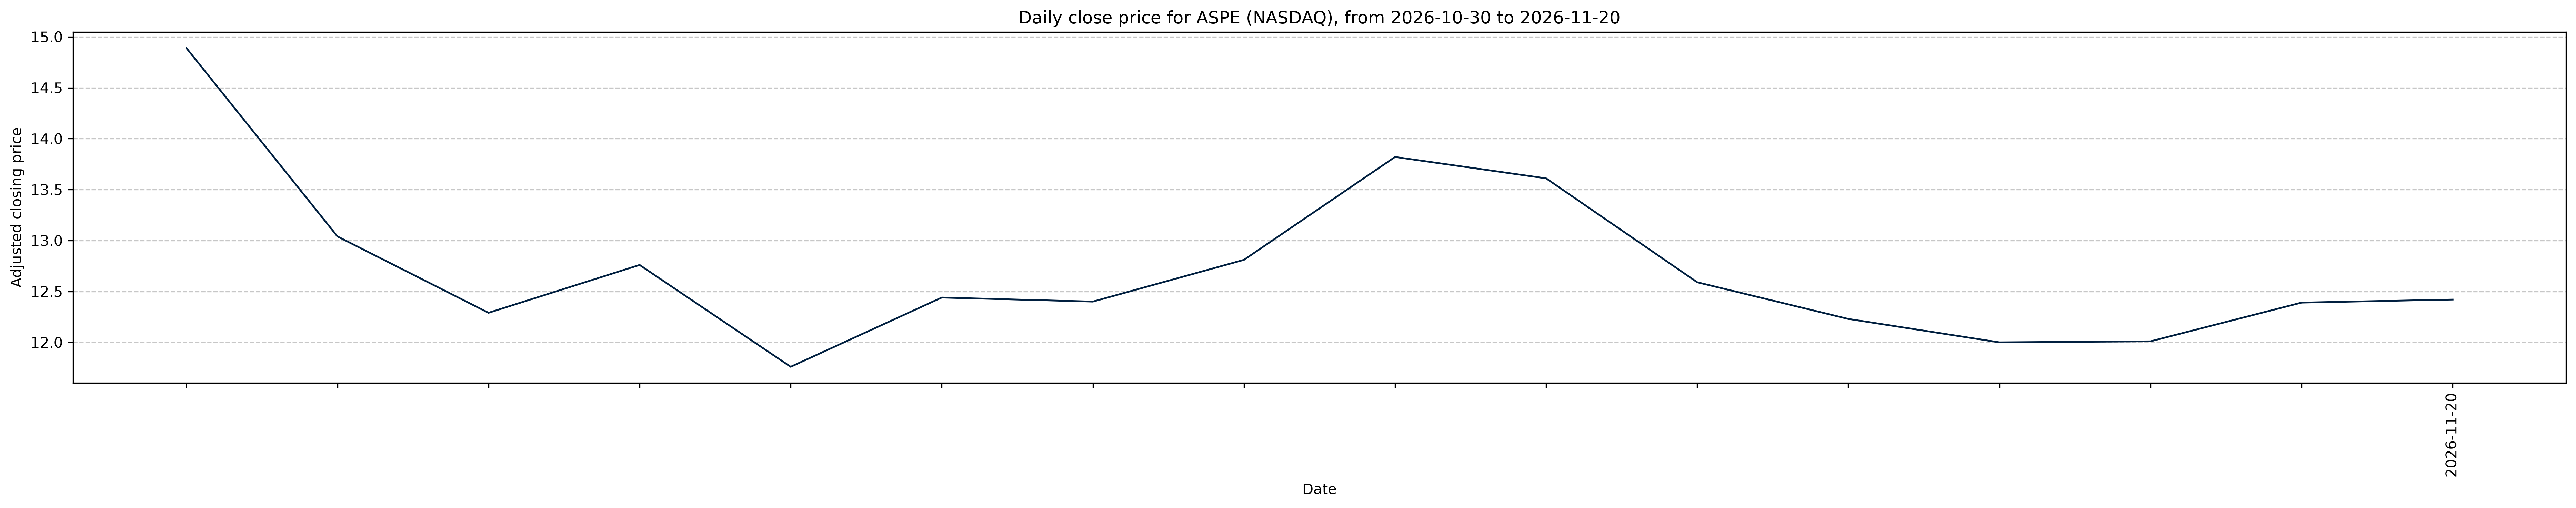 Daily close price for ASPE (NASDAQ), from 2026-10-30 to 2026-11-20
Adjusted closing price
15.0
14.5
14.0
13.5
13.0
12.5
12.0
2026-11-20
Date